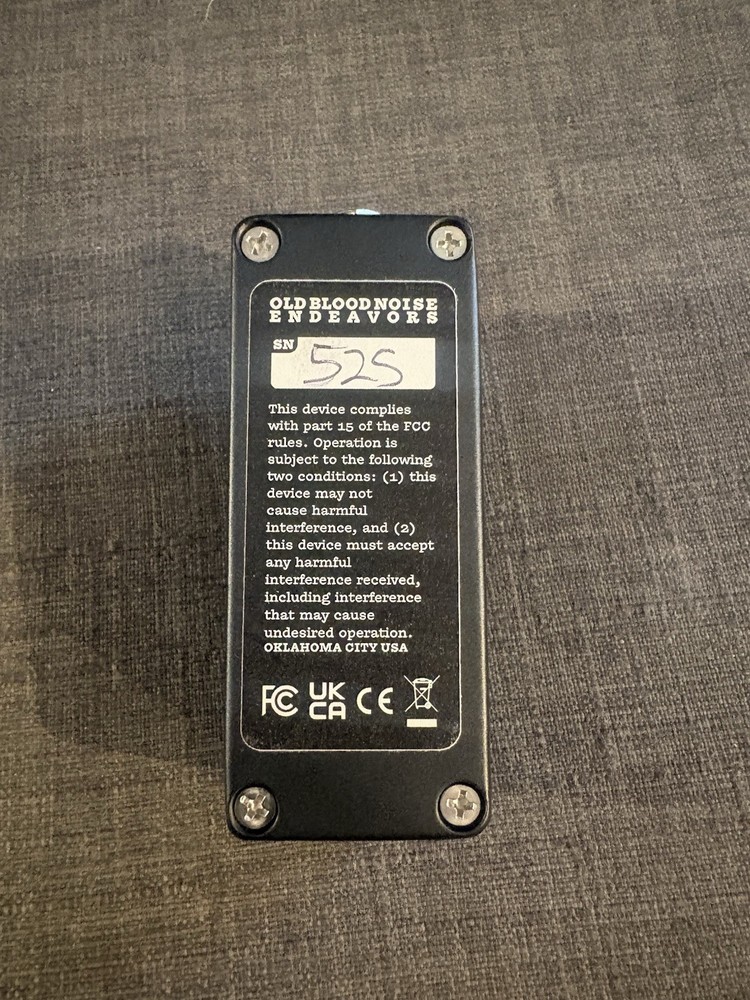 OLD BLOOD NOISE
ENDEAVORS
SN 525
This device complies
with part 15 of the FCC
rules. Operation is
subject to the following
two conditions: (1) this
device may not
cause harmful
interference, and (2)
this device must accept
any harmful
interference received,
including interference
that may cause
undesired operation.
OKLAHOMA CITY USA
FC UK CA CE